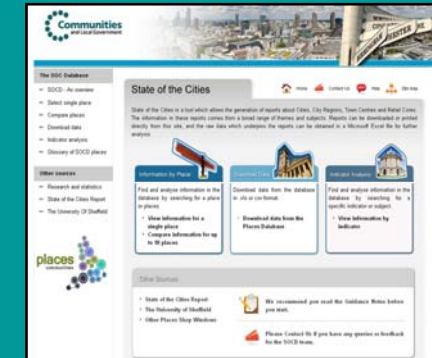 Communities
and Local Government
The SOC Database
SOCD - An overview
Select single place
Compare places
Download data
Indicator analysis
Glossary of SOCD places
Other sources
Research and statistics
State of the Cities Report
The University Of Sheffield
places
communities
State of the Cities
Home
Contact Us
Help
Site map
State of the Cities is a tool which allows the generation of reports about Cities, City Regions, Town Centres and Retail Cores.
The information in these reports comes from a broad range of themes and subjects. Reports can be downloaded or printed
directly from this site, and the raw data which underpins the reports can be obtained in a Microsoft Excel file for further
analysis.
Information by Place
Find and analyse information in the
database by searching for a place
or places.
View information for a
single place
Compare information for up
to 10 places
Download Data
Download data from the database
in .xls or csv format.
Download data from the
Places Database
Indicator Analysis
Find and analyse information in the
database by searching for a
specific indicator or subject.
View information by
Indicator
Other Sources
State of the Cities Report
The University of Sheffield
Other Places Shop Windows
We recommend you read the Guidance Notes before
you start.
Please Contact Us if you have any queries or feedback
for the SOCD team.